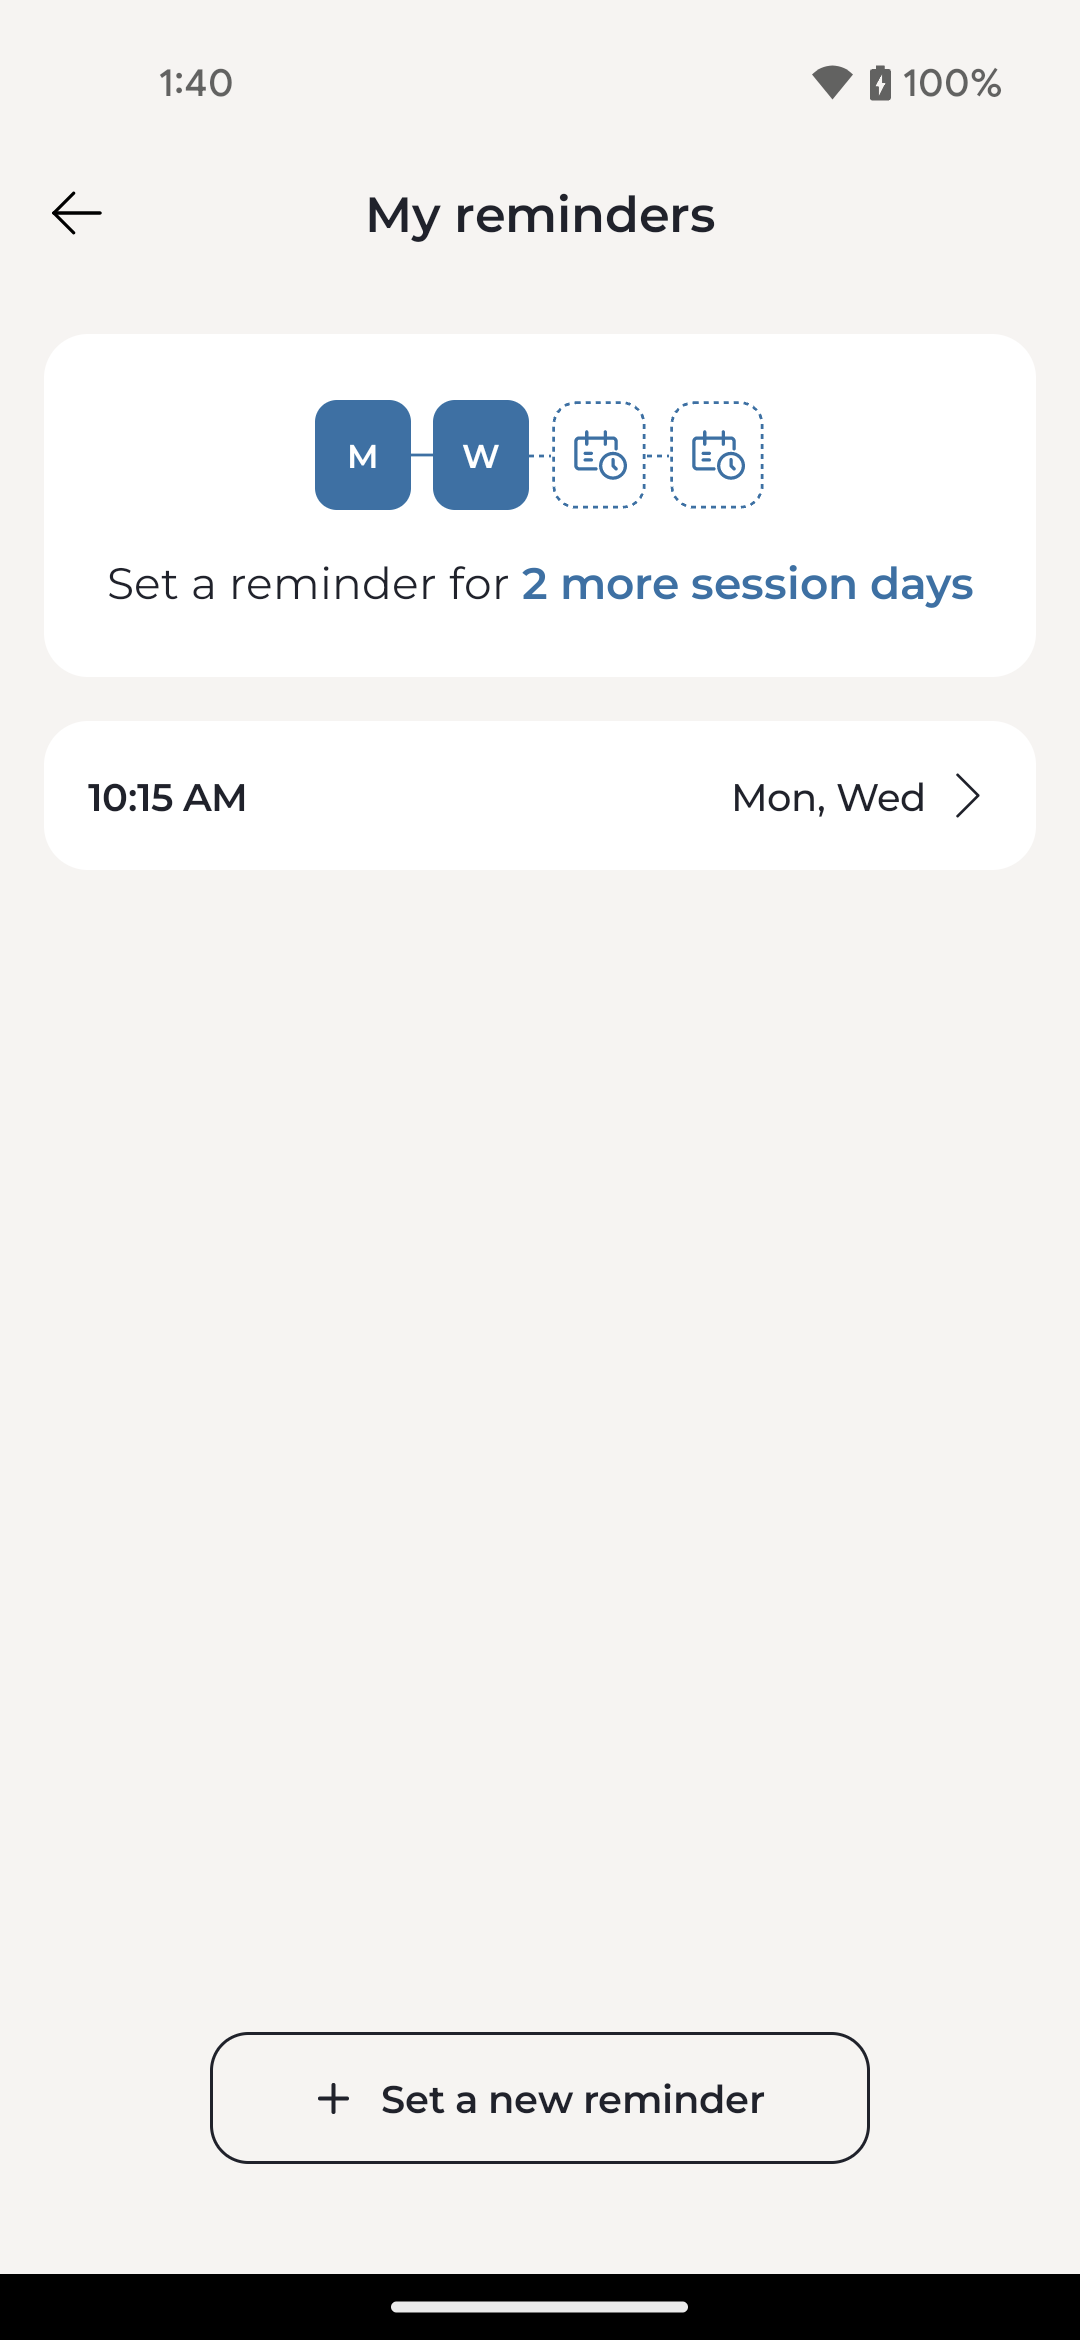 1:40
100%
My reminders
M
W
Set a reminder for 2 more session days
10:15 AM
Mon, Wed
Set a new reminder